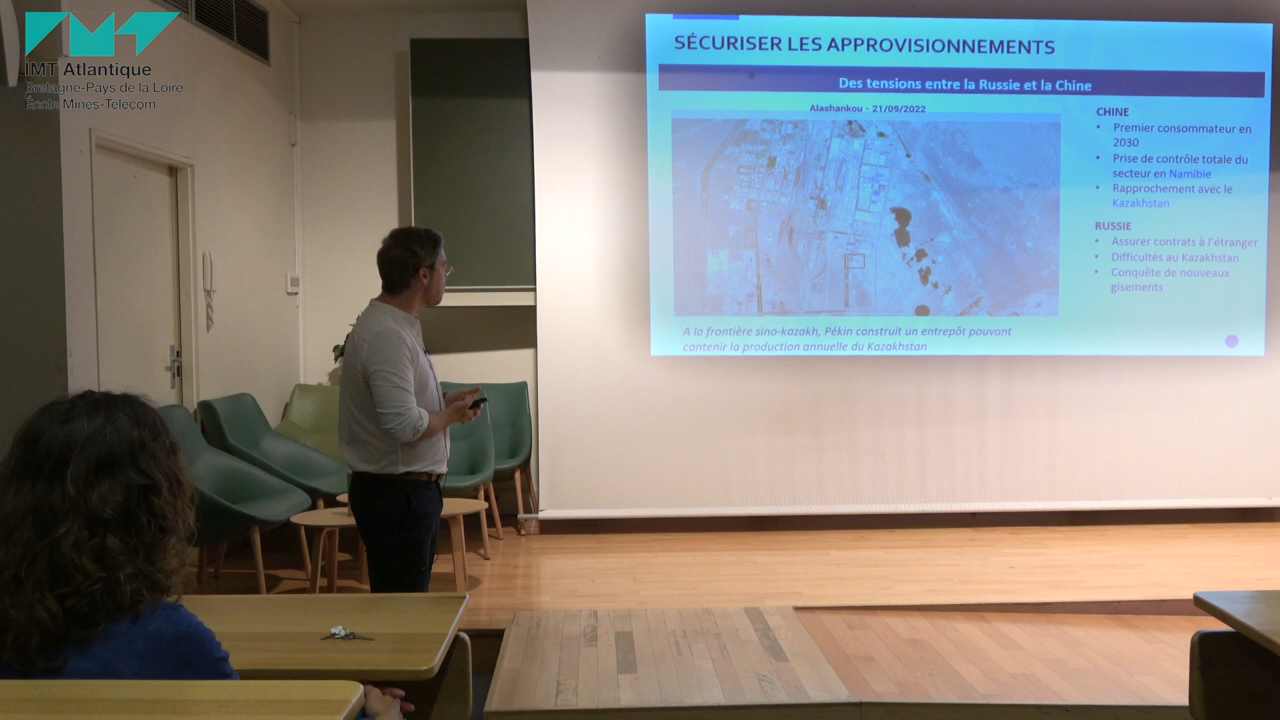 IMT Atlantique
Bretagne-Pays de la Loire
École Mines-Telecom
SÉCURISER LES APPROVISIONNEMENTS
Des tensions entre la Russie et la Chine
Alashankou - 21/09/2022
CHINE
• Premier consommateur en
2030
• Prise de contrôle totale du
secteur en Namibie
• Rapprochement avec le
Kazakhstan
RUSSIE
• Assurer contrats à l'étranger
• Difficultés au Kazakhstan
• Conquête de nouveaux
gisements
A la frontière sino-kazakh, Pékin construit un entrepôt pouvant
contenir la production annuelle du Kazakhstan